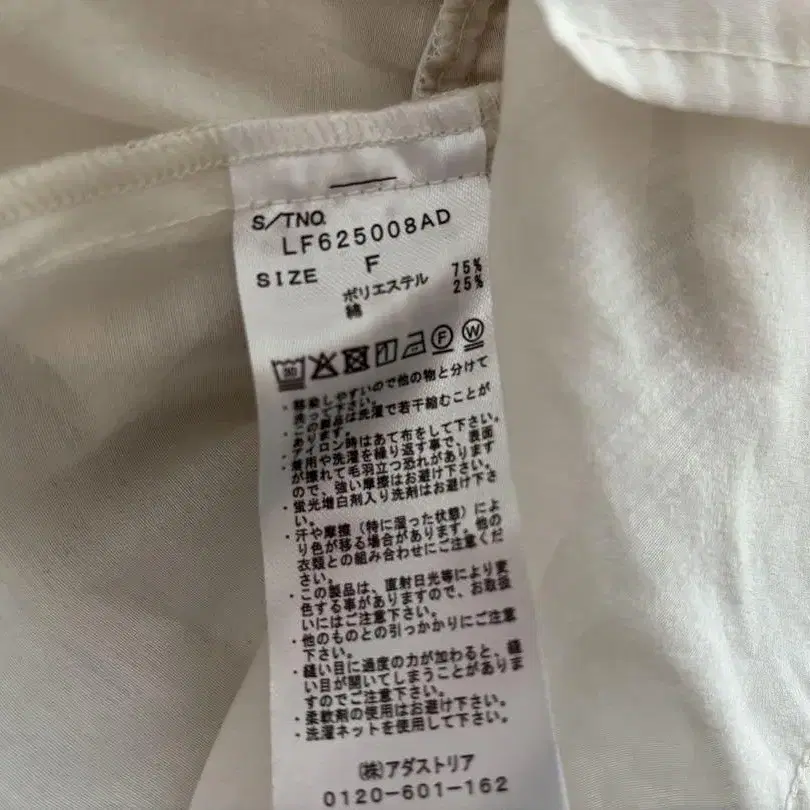 S/TNO.
LF625008AD
SIZE F
ポリエステル 75%
綿 25%
30
F W
・移染しやすいので他の物と分けて
洗って下さい。
・この製品は洗濯で若干縮むことが
あります。
・アイロン時はあて布をして下さい。
・着用や洗濯を繰り返す事で、表面
が擦れて毛羽立つ恐れがあります
ので、強い摩擦はお避け下さい。
・蛍光増白剤入り洗剤はお避け下さ
い。
・汗や摩擦（特に湿った状態）によ
り色が移る場合があります。他の
衣類との組み合わせにご注意くだ
さい。
・この製品は、直射日光等により変
色する事がありますので、お取扱
いにはご注意下さい。
・他のものとの引っかかりにご注意
下さい。
・縫い目に過度の力が加わると、縫
い目が開いてしまうことがありま
すのでご注意下さい。
・柔軟剤の使用はお避け下さい。
・洗濯ネットを使用して下さい。
㈱アダストリア
0120-601-162